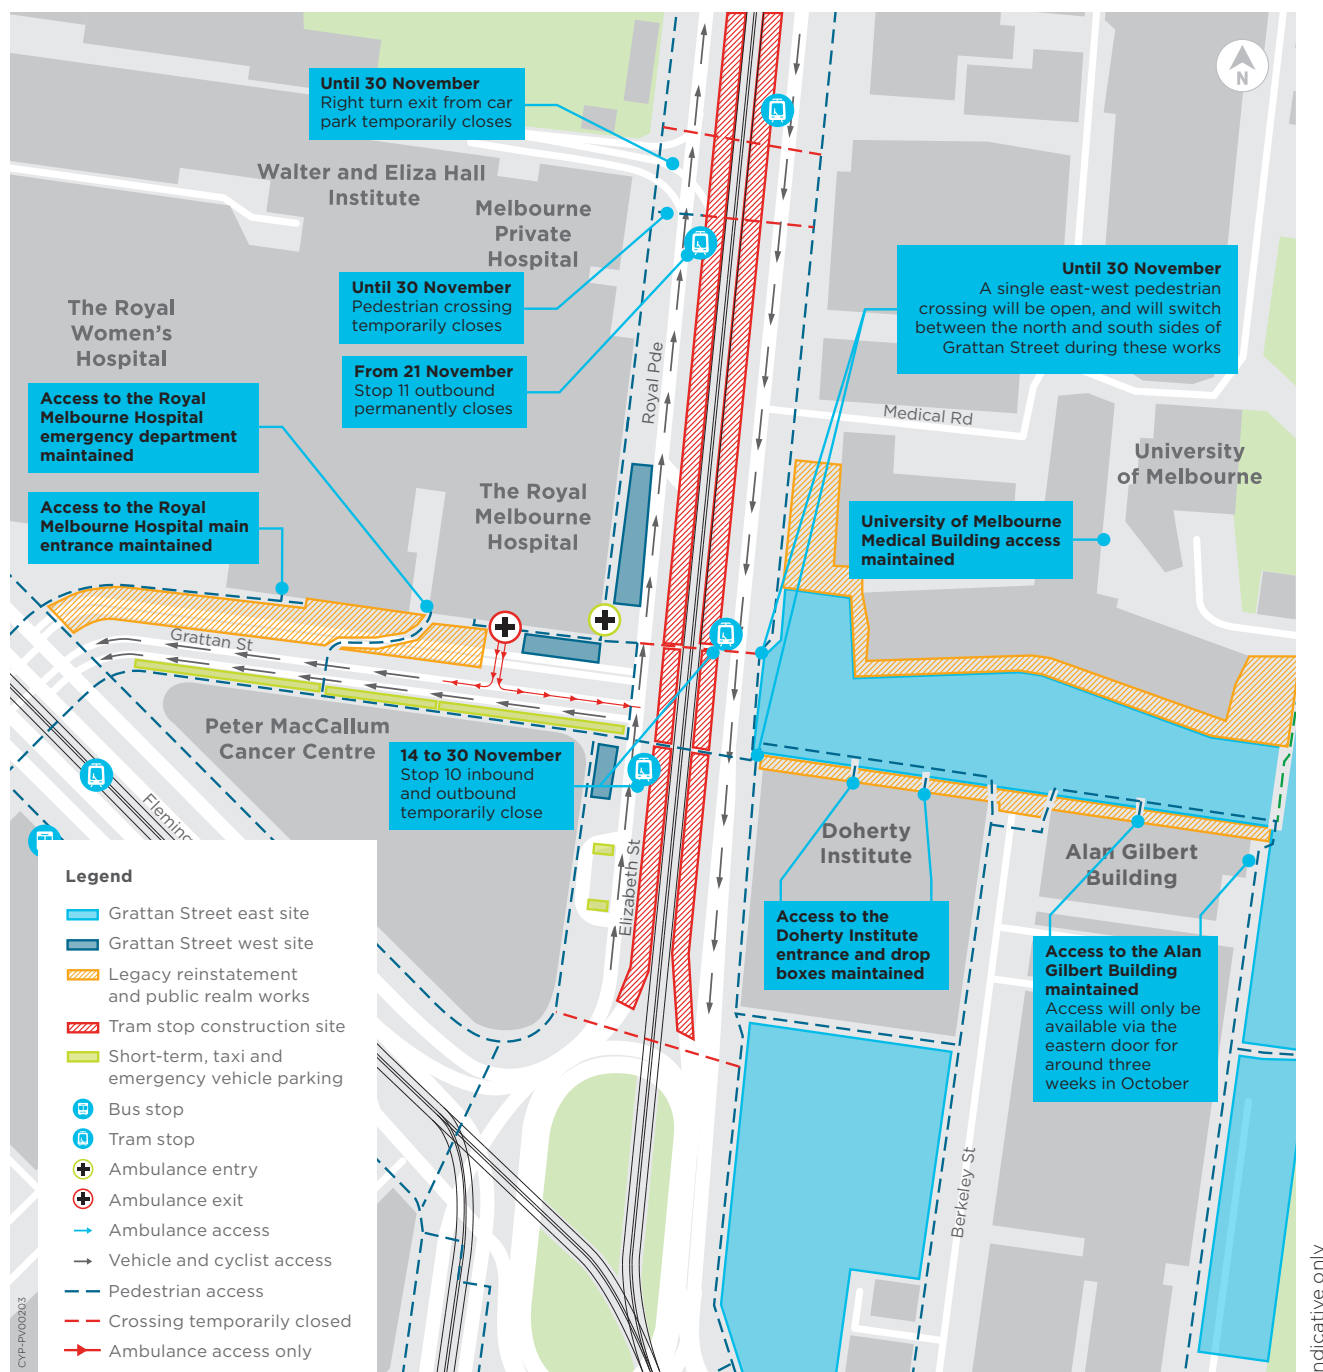 N
Until 30 November
Right turn exit from car
park temporarily closes
Walter and Eliza Hall
Institute
Melbourne
Private
Hospital
Until 30 November
Pedestrian crossing
temporarily closes
From 21 November
Stop 11 outbound
permanently closes
The Royal
Women's
Hospital
Until 30 November
A single east-west pedestrian
crossing will be open, and will switch
between the north and south sides of
Grattan Street during these works
Royal Pde
Medical Rd
University
of Melbourne
Access to the Royal
Melbourne Hospital
emergency department
maintained
Access to the Royal
Melbourne Hospital main
entrance maintained
The Royal
Melbourne
Hospital
University of Melbourne
Medical Building access
maintained
Grattan St
Peter MacCallum
Cancer Centre
14 to 30 November
Stop 10 inbound
and outbound
temporarily close
Fleming
Elizabeth St
Doherty
Institute
Alan Gilbert
Building
Access to the
Doherty Institute
entrance and drop
boxes maintained
Access to the Alan
Gilbert Building
maintained
Access will only be
available via the
eastern door for
around three
weeks in October
Berkeley St
Legend
Grattan Street east site
Grattan Street west site
Legacy reinstatement
and public realm works
Tram stop construction site
Short-term, taxi and
emergency vehicle parking
Bus stop
Tram stop
Ambulance entry
Ambulance exit
Ambulance access
Vehicle and cyclist access
Pedestrian access
Crossing temporarily closed
Ambulance access only
CYP-PV00203
Indicative only